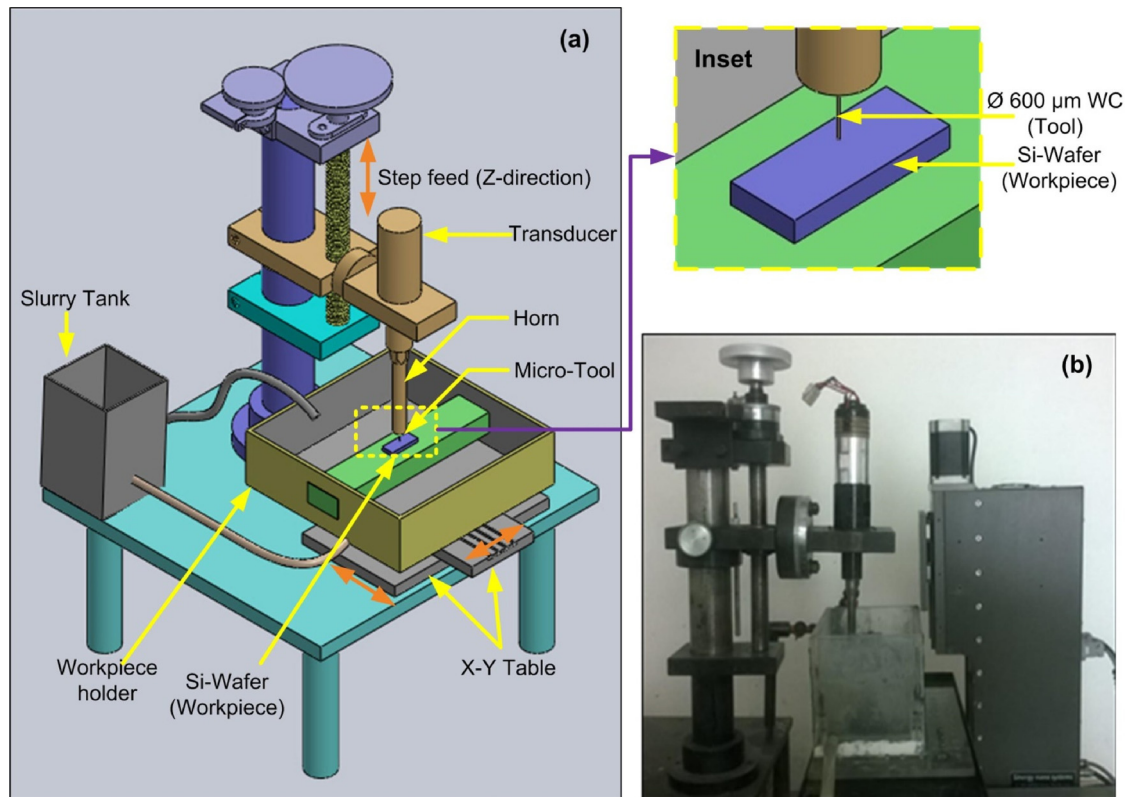 (a)
Step feed (Z-direction)
Transducer
Slurry Tank
Horn
Micro-Tool
Workpiece
holder
Si-Wafer
(Workpiece)
X-Y Table
Inset
Ø 600 µm WC
(Tool)
Si-Wafer
(Workpiece)
(b)